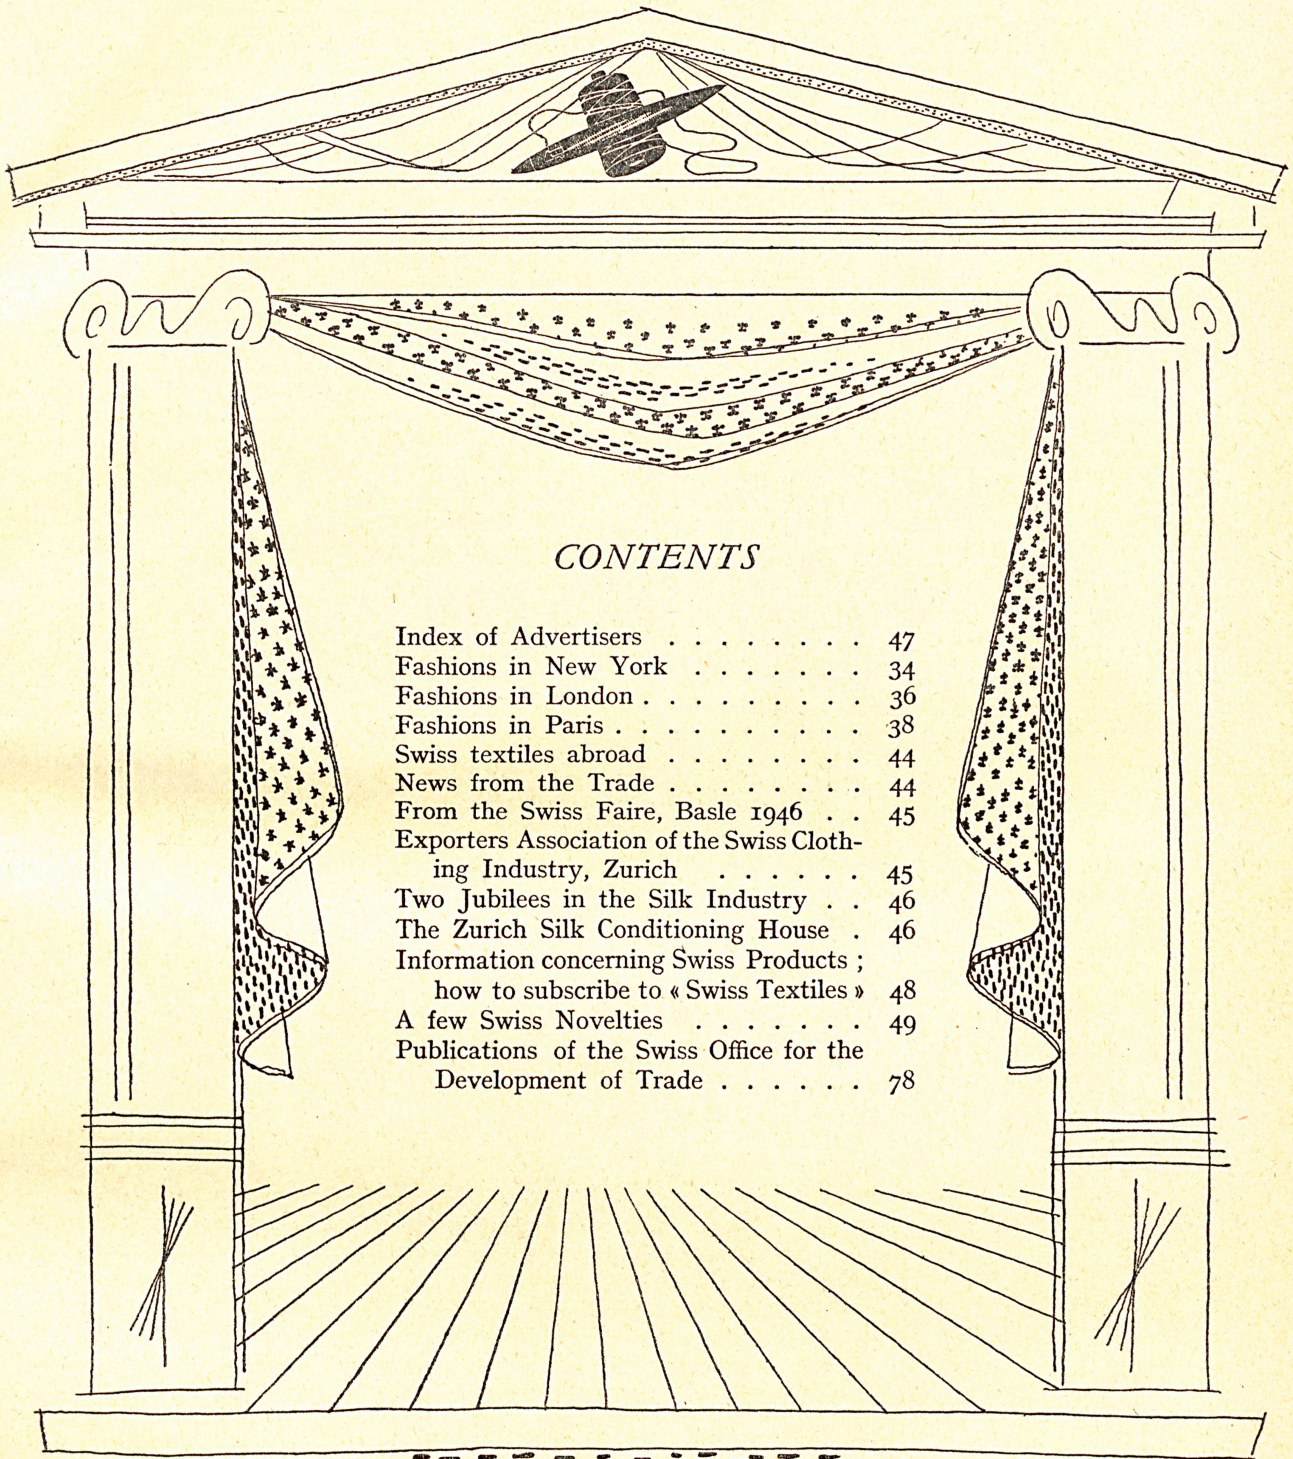 CONTENTS
Index of Advertisers . . . . . . . . 47
Fashions in New York . . . . . . . 34
Fashions in London . . . . . . . . . 36
Fashions in Paris . . . . . . . . . . 38
Swiss textiles abroad . . . . . . . . 44
News from the Trade . . . . . . . . 44
From the Swiss Faire, Basle 1946 . . 45
Exporters Association of the Swiss Cloth-
ing Industry, Zurich . . . . . . 45
Two Jubilees in the Silk Industry . . 46
The Zurich Silk Conditioning House . 46
Information concerning Swiss Products ;
how to subscribe to « Swiss Textiles » 48
A few Swiss Novelties . . . . . . . 49
Publications of the Swiss Office for the
Development of Trade . . . . . . 78